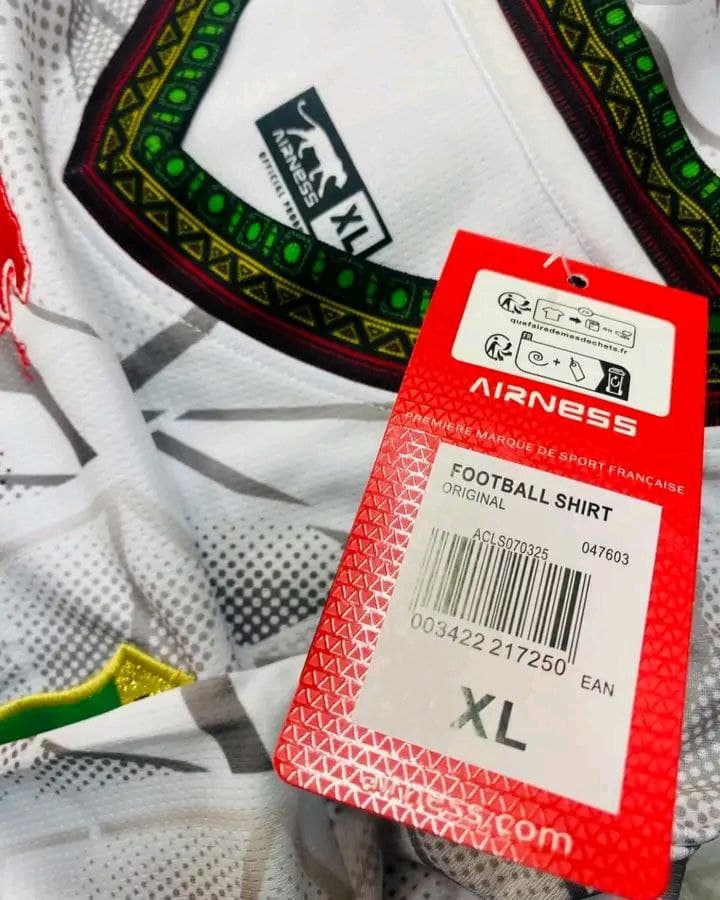 AIRNESS
OFFICIAL
XL
quefairedemesdechets.fr
AIRNESS
PREMIÈRE MARQUE DE SPORT FRANÇAISE
FOOTBALL SHIRT
ORIGINAL
ACLS070325 047603
003422 217250 EAN
XL
airness.com